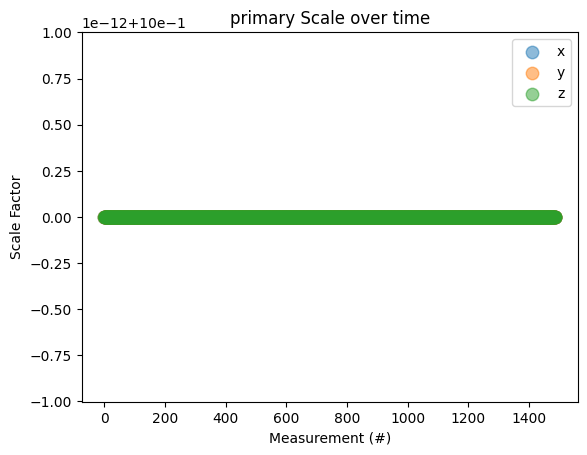 primary Scale over time
1e−12+10e−1
1.00
0.75
0.50
0.25
0.00
−0.25
−0.50
−0.75
−1.00
Scale Factor
x
y
z
0 200 400 600 800 1000 1200 1400
Measurement (#)